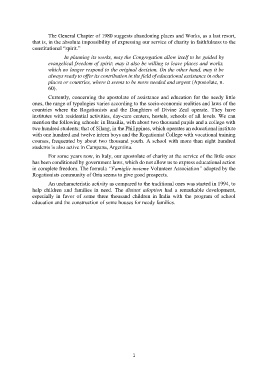 The General Chapter of 1980 suggests abandoning places and Works, as a last resort,
that is, in the absolute impossibility of expressing our service of charity in faithfulness to the
constitutional “spirit.”
In planning its works, may the Congregation allow itself to be guided by
evangelical freedom of spirit: may it also be willing to leave places and works
which no longer respond to the original decision. On the other hand, may it be
always ready to offer its contribution in the field of educational assistance in other
places or countries, where it seems to be more needed and urgent (Apostolate, n.
60).
Currently, concerning the apostolate of assistance and education for the needy little
ones, the range of typologies varies according to the socio-economic realities and laws of the
countries where the Rogationists and the Daughters of Divine Zeal operate. They have
institutes with residential activities, day-care centers, hostels, schools of all levels. We can
mention the following schools: in Brasilia, with about two thousand pupils and a college with
two hundred students; that of Silang, in the Philippines, which operates an educational institute
with one hundred and twelve intern boys and the Rogationist College with vocational training
courses, frequented by about two thousand youth. A school with more than eight hundred
students is also active in Campana, Argentina.
For some years now, in Italy, our apostolate of charity at the service of the little ones
has been conditioned by government laws, which do not allow us to express educational action
in complete freedom. The formula “Famiglie insieme Volunteer Association” adopted by the
Rogationists community of Oria seems to give good prospects.
An uncharacteristic activity as compared to the traditional ones was started in 1994, to
help children and families in need. The distant adoption had a remarkable development,
especially in favor of some three thousand children in India with the program of school
education and the construction of some houses for needy families.